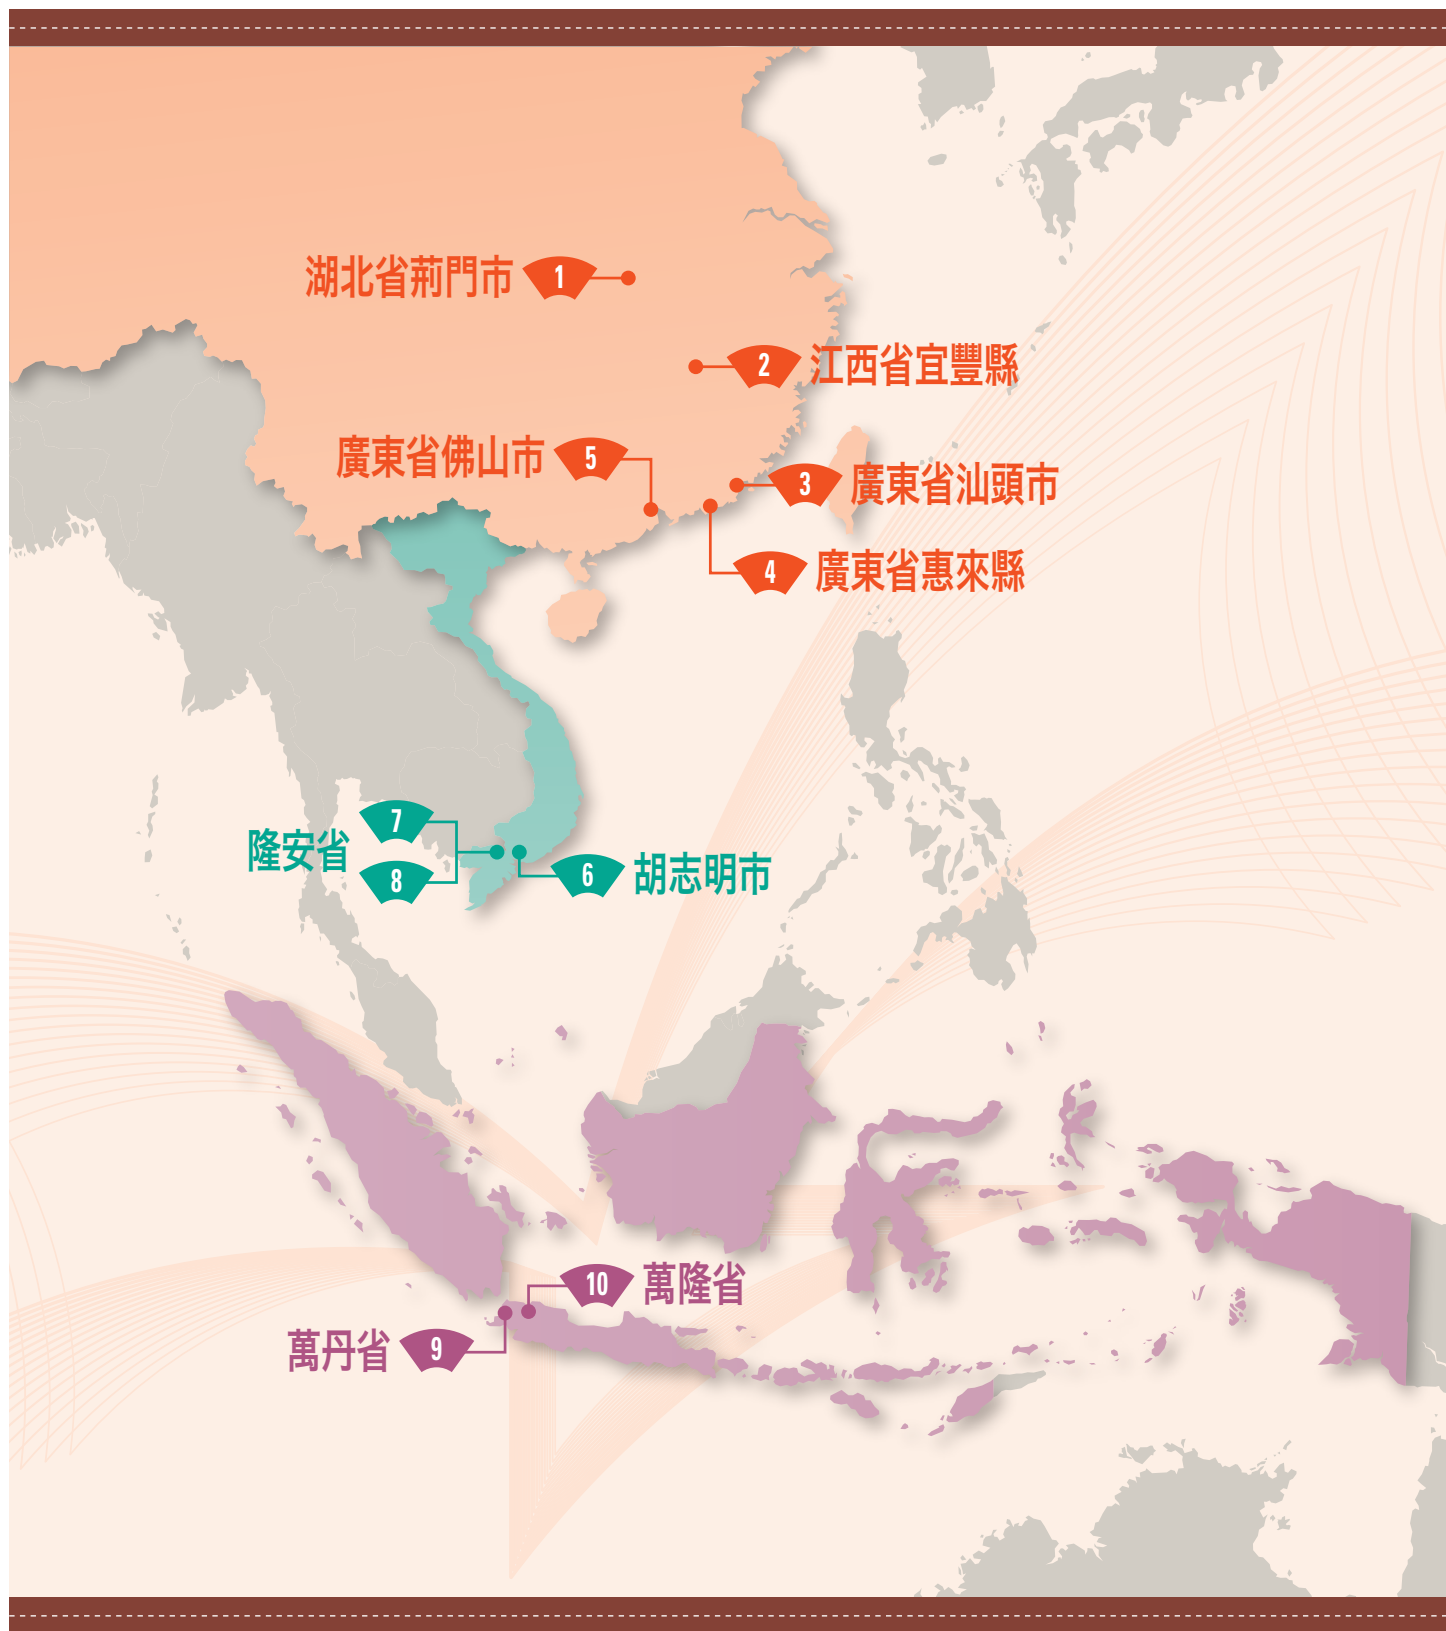 湖北省荊門市 1
2 江西省宜豐縣
廣東省佛山市 5
3 廣東省汕頭市
4 廣東省惠來縣
7
隆安省
8
6 胡志明市
10 萬隆省
萬丹省 9